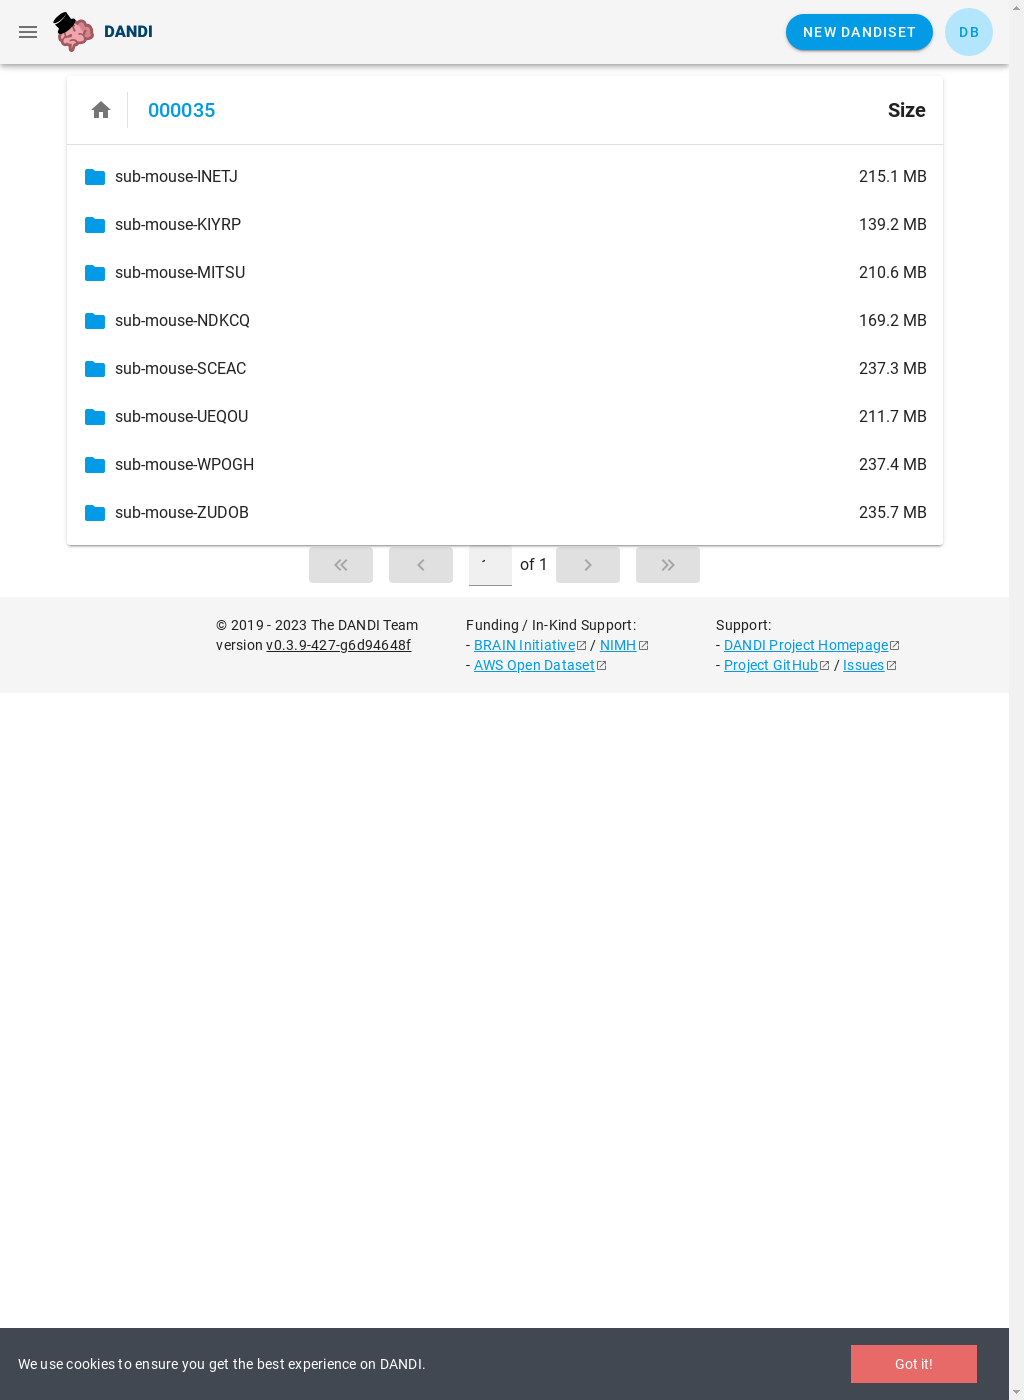 DANDI
NEW DANDISET
DB
000035
Size
sub-mouse-INETJ 215.1 MB
sub-mouse-KIYRP 139.2 MB
sub-mouse-MITSU 210.6 MB
sub-mouse-NDKCQ 169.2 MB
sub-mouse-SCEAC 237.3 MB
sub-mouse-UEQOU 211.7 MB
sub-mouse-WPOGH 237.4 MB
sub-mouse-ZUDOB 235.7 MB
of 1
© 2019 - 2023 The DANDI Team
version v0.3.9-427-g6d94648f
Funding / In-Kind Support:
- BRAIN Initiative / NIMH
- AWS Open Dataset
Support:
- DANDI Project Homepage
- Project GitHub / Issues
We use cookies to ensure you get the best experience on DANDI.
Got it!